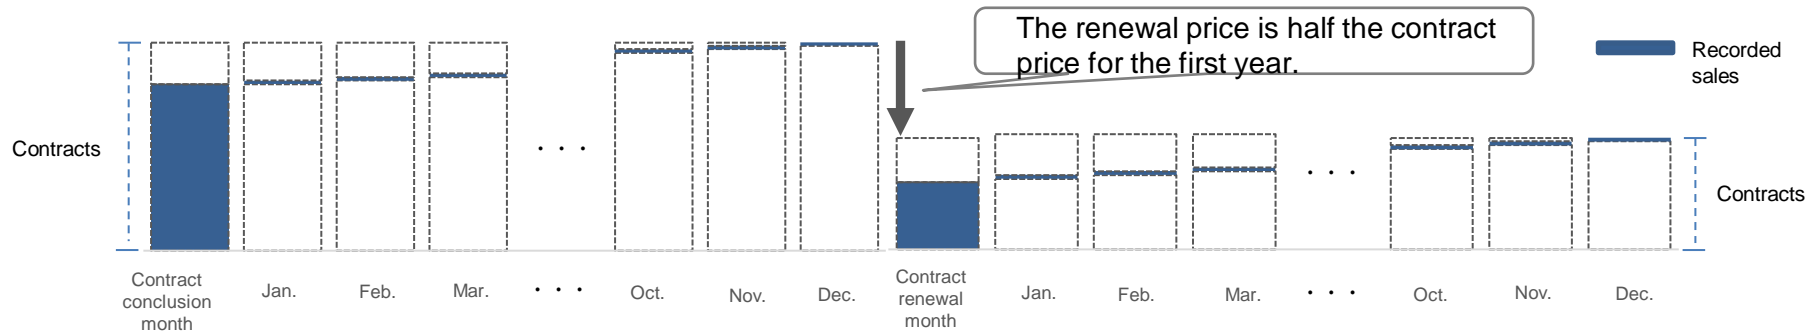 The renewal price is half the contract
price for the first year.
Recorded
sales
Contracts
. . .
. . .
Contracts
Contract
conclusion
month
Jan.
Feb.
Mar.
. . .
Oct.
Nov.
Dec.
Contract
renewal
month
Jan.
Feb.
Mar.
. . .
Oct.
Nov.
Dec.